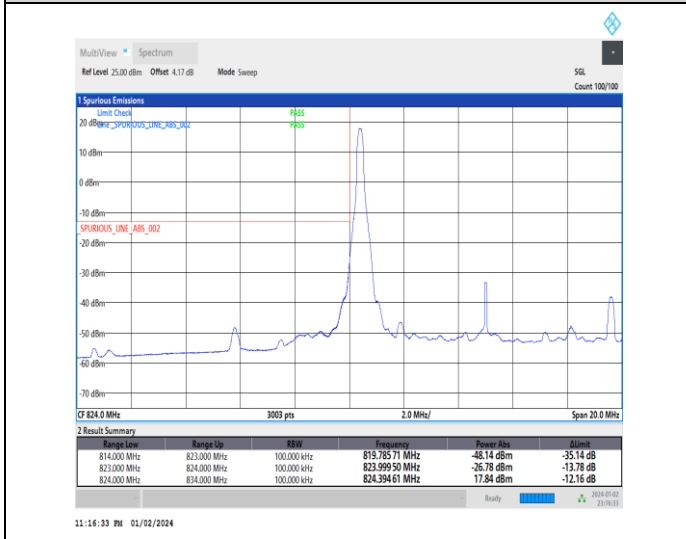 MultiView Spectrum
Ref Level 25.00 dBm Offset 4.17 dB Mode Sweep SGL
Count 100/100
1 Spurious Emissions
Limit Check PASS
20 dBm Line _SPURIOUS_LINE_ABS_002 PASS
10 dBm
0 dBm
-10 dBm
_SPURIOUS_LINE_ABS_002
-20 dBm
-30 dBm
-40 dBm
-50 dBm
-60 dBm
-70 dBm
CF 824.0 MHz 3003 pts 2.0 MHz/ Span 20.0 MHz
2 Result Summary
Range Low Range Up RBW Frequency Power Abs ΔLimit
814.000 MHz 823.000 MHz 100.000 kHz 819.785 71 MHz -48.14 dBm -35.14 dB
823.000 MHz 824.000 MHz 100.000 kHz 823.999 50 MHz -26.78 dBm -13.78 dB
824.000 MHz 834.000 MHz 100.000 kHz 824.394 61 MHz 17.84 dBm -12.16 dB
Ready 2024-01-02
23:16:33
11:16:33 PM 01/02/2024